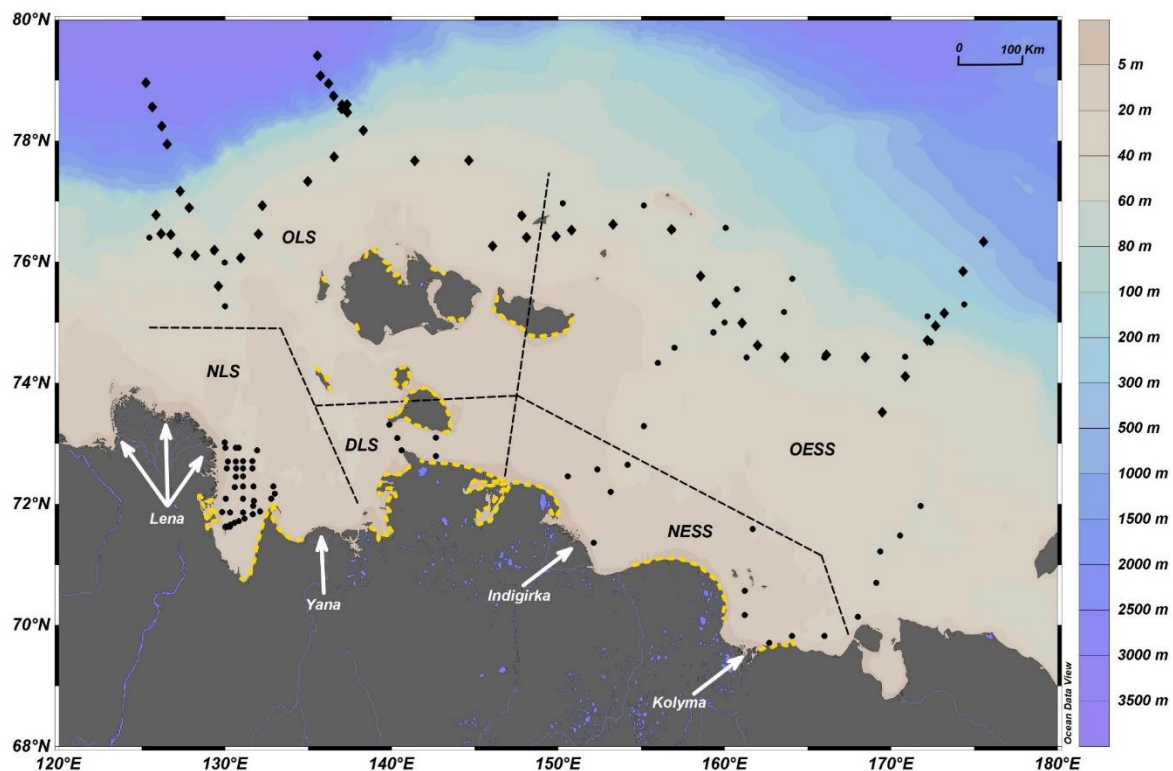 80°N
78°N
76°N
74°N
72°N
70°N
68°N
120°E
130°E
140°E
150°E
160°E
170°E
180°E
0 100 Km
OLS
NLS
DLS
OESS
NESS
Lena
Yana
Indigirka
Kolyma
5 m
20 m
40 m
60 m
80 m
100 m
200 m
300 m
500 m
1000 m
1500 m
2000 m
2500 m
3000 m
3500 m
Ocean Data View